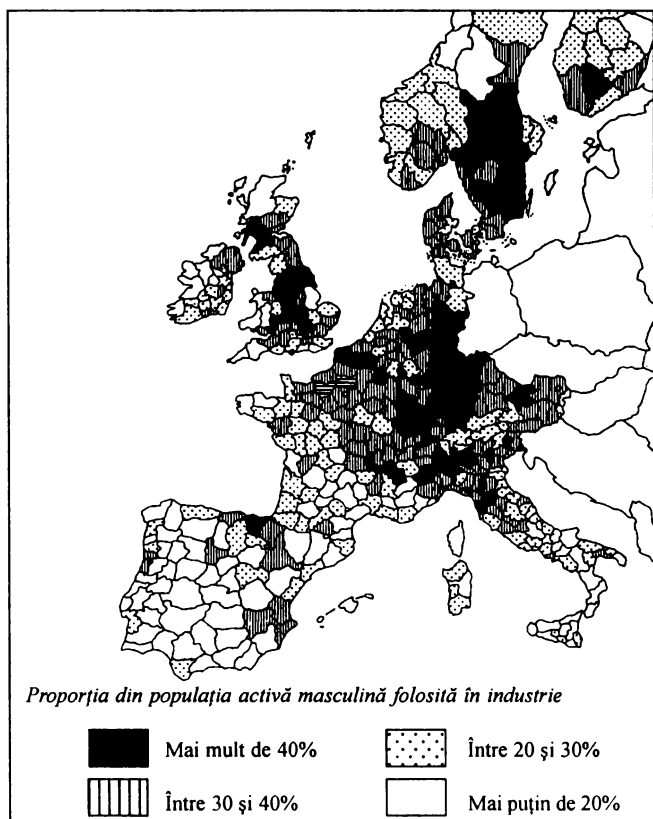 Proporția din populația activă masculină folosită în industrie
Mai mult de 40%
Între 20 și 30%
Între 30 și 40%
Mai puțin de 20%